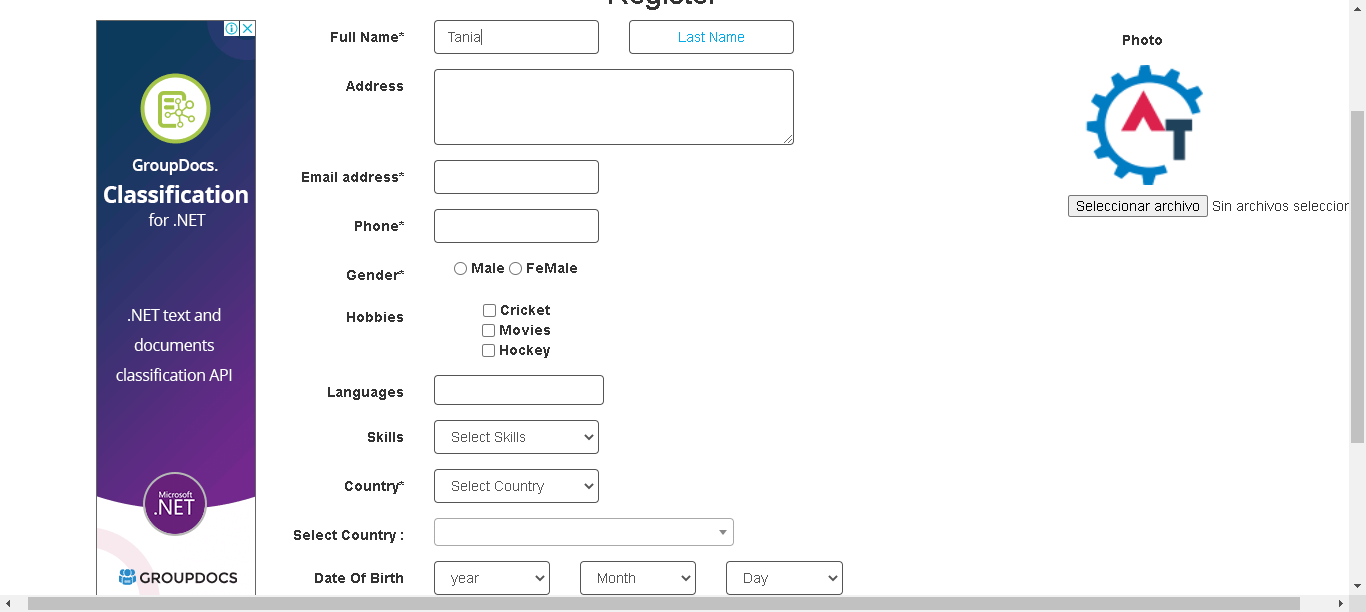 Register
Full Name* Tania Last Name
Photo
Address
AT
Email address*
Seleccionar archivo Sin archivos seleccior
Phone*
Gender* Male FeMale
Hobbies Cricket
Movies
Hockey
Languages
Skills Select Skills
Country* Select Country
Select Country :
Date Of Birth year Month Day
GroupDocs.
Classification
for .NET
.NET text and
documents
classification API
Microsoft
.NET
GROUPDOCS